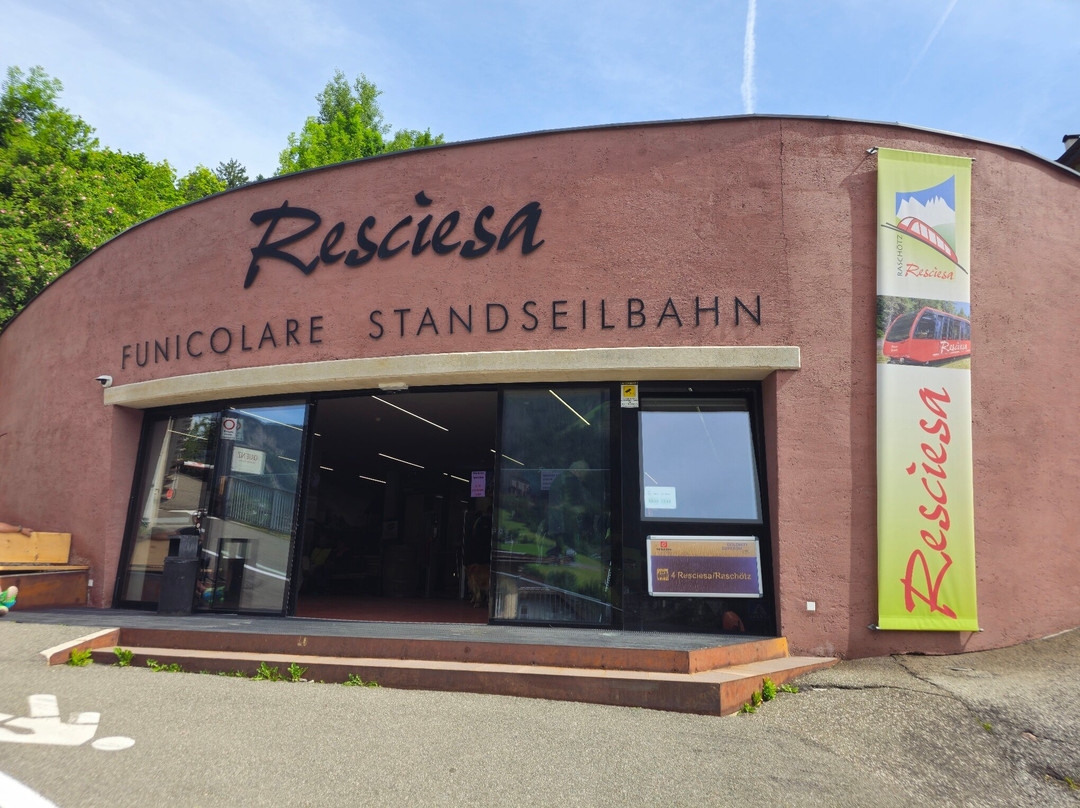 Resciesa
FUNICOLARE STANDSEILBAHN
RASCHÖTZ
Resciesa
Resciesa
Resciesa
4 Resciesa/Raschötz